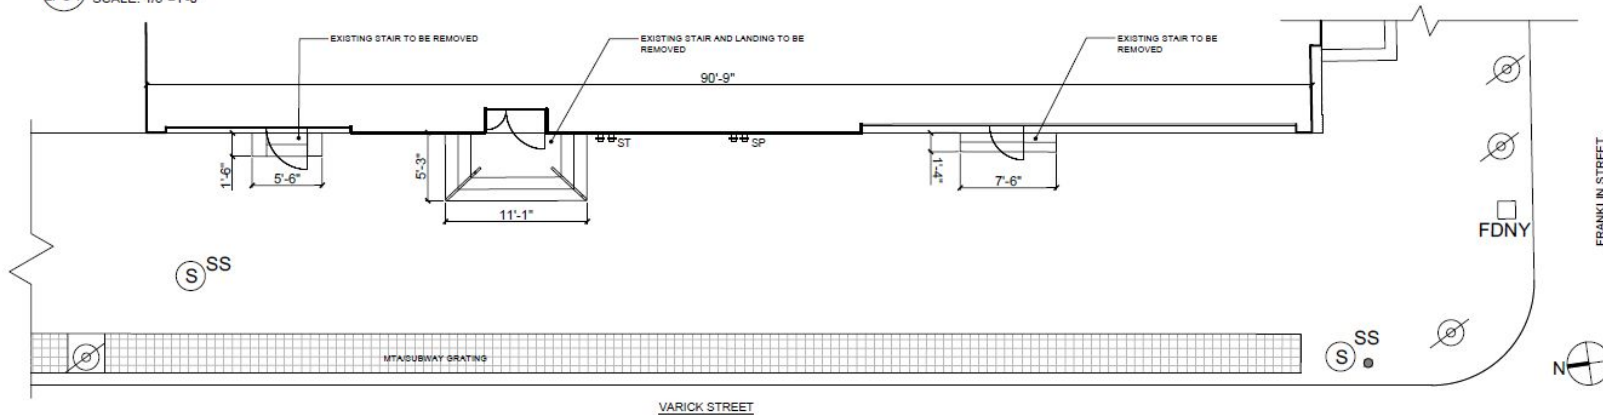 EXISTING STAIR TO BE REMOVED
EXISTING STAIR AND LANDING TO BE
REMOVED
EXISTING STAIR TO BE
REMOVED
90'-9"
ST
SP
1'-6"
5'-6"
5'-3"
11'-1"
1'-4"
7'-6"
FDNY
FRANKLIN STREET
S SS
MTA/SUBWAY GRATING
S SS
N
VARICK STREET